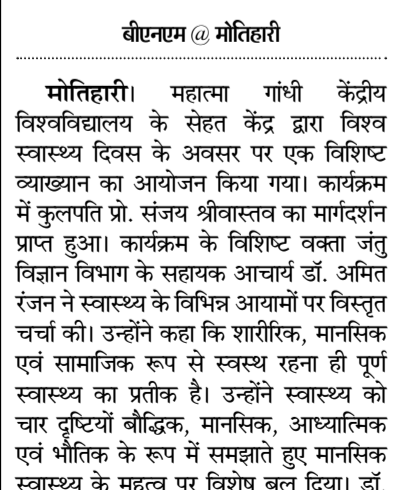 बीएनएम @ मोतिहारी
मोतिहारी। महात्मा गांधी केंद्रीय
विश्वविद्यालय के सेहत केंद्र द्वारा विश्व
स्वास्थ्य दिवस के अवसर पर एक विशिष्ट
व्याख्यान का आयोजन किया गया। कार्यक्रम
में कुलपति प्रो. संजय श्रीवास्तव का मार्गदर्शन
प्राप्त हुआ। कार्यक्रम के विशिष्ट वक्ता जंतु
विज्ञान विभाग के सहायक आचार्य डॉ. अमित
रंजन ने स्वास्थ्य के विभिन्न आयामों पर विस्तृत
चर्चा की। उन्होंने कहा कि शारीरिक, मानसिक
एवं सामाजिक रूप से स्वस्थ रहना ही पूर्ण
स्वास्थ्य का प्रतीक है। उन्होंने स्वास्थ्य को
चार दृष्टियों बौद्धिक, मानसिक, आध्यात्मिक
एवं भौतिक के रूप में समझाते हुए मानसिक
स्वास्थ्य के महत्व पर विशेष बल दिया। डॉ.